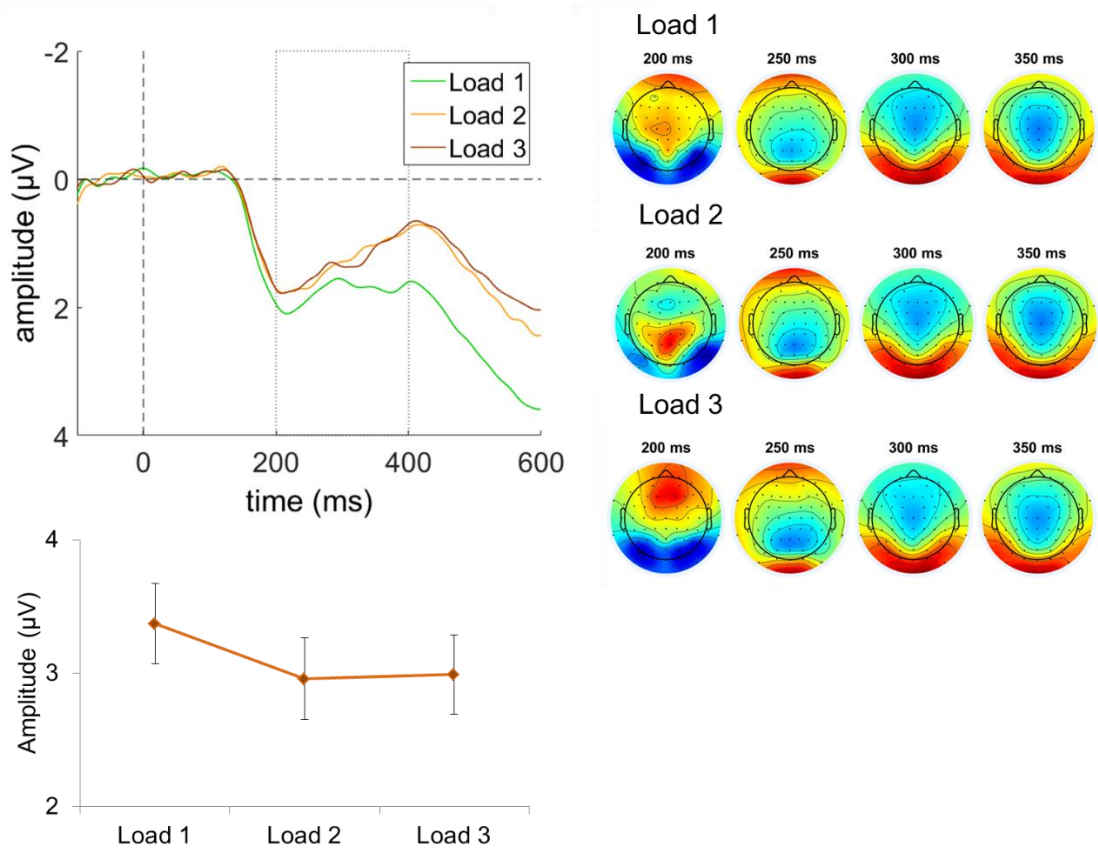 -2
0
2
4
amplitude (µV)
Load 1
Load 2
Load 3
0 200 400 600
time (ms)
Load 1
200 ms 250 ms 300 ms 350 ms
Load 2
200 ms 250 ms 300 ms 350 ms
Load 3
200 ms 250 ms 300 ms 350 ms
4
3
2
Amplitude (µV)
Load 1 Load 2 Load 3